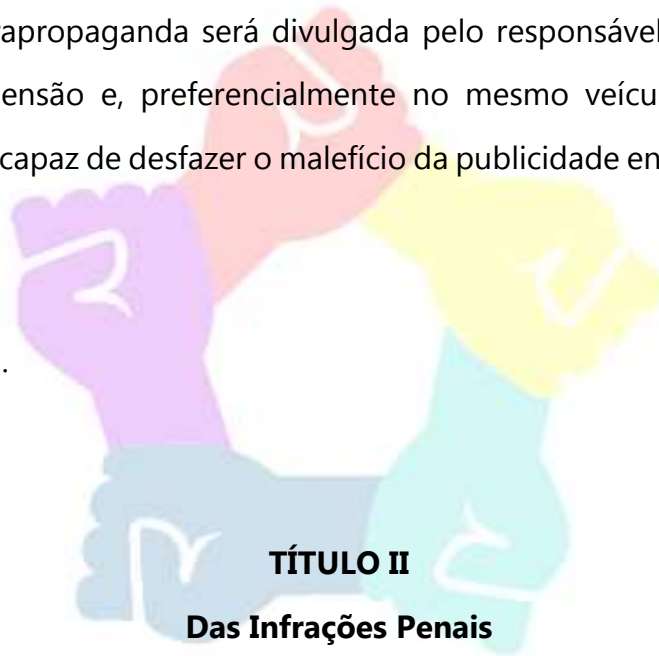 rapropaganda será divulgada pelo responsável
ensão e, preferencialmente no mesmo veícu
capaz de desfazer o malefício da publicidade en
.
TÍTULO II
Das Infrações Penais